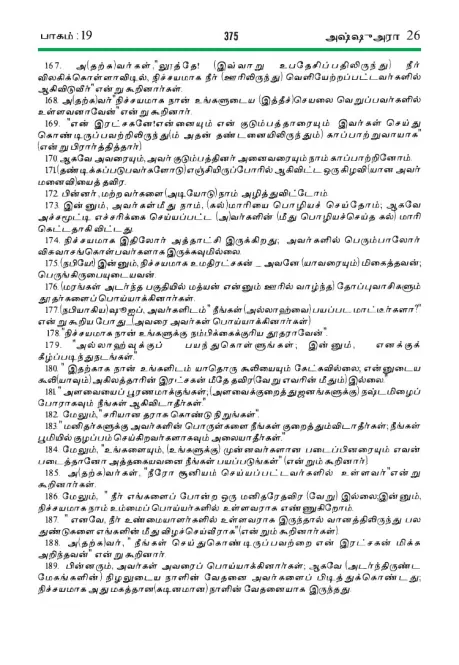 பாகம் : 19 375 அஷ்ஷுஅரா 26
167. அ(தற்க)வர்கள்,"லூத்தே! (இவ்வாறு உபதேசிப்பதிலிருந்து) நீர்
விலகிக்கொள்ளாவிடில், நிச்சயமாக நீர் (ஊரிலிருந்து) வெளியேற்றப்பட்டவர்களில்
ஆகிவிடுவீர்"என்று கூறினார்கள்.
168. அ(தற்க)வர்"நிச்சயமாக நான் உங்களுடைய (இத்தீச்)செயலை வெறுப்பவர்களில்
உள்ளவனாவேன்"என்று கூறினார்.
169. "என் இரட்சகனே!என்னையும் என் குடும்பத்தாரையும் இவர்கள் செய்து
கொண்டிருப்பவற்றிலிருந்து(ம் அதன் தண்டனையிலிருந்தும்) காப்பாற்றுவாயாக"
(என்று பிரார்த்தித்தார்)
170. ஆகவே அவரையும், அவர் குடும்பத்தினர் அனைவரையும் நாம் காப்பாற்றினோம்.
171.(தண்டிக்கப்படுபவர்களோடு)எஞ்சியிருப்போரில் ஆகிவிட்ட ஒரு கிழவி(யான அவர்
மனைவி)யைத் தவிர.
172. பின்னர், மற்றவர்களை (அடியோடு) நாம் அழித்துவிட்டோம்.
173. இன்னும், அவர்கள் மீது நாம், (கல்)மாரியை பொழியச் செய்தோம்; ஆகவே
அச்சமூட்டி எச்சரிக்கை செய்யப்பட்ட (அ)வர்களின் (மீது பொழியச்செய்த கல்) மாரி
கெட்டதாகி விட்டது.
174. நிச்சயமாக இதிலோர் அத்தாட்சி இருக்கிறது; அவர்களில் பெரும்பாலோர்
விசுவாசங்கொள்பவர்களாக இருக்கவுமில்லை.
175. (நபியே!) இன்னும், நிச்சயமாக உமதிரட்சகன் _ அவனே (யாவரையும்) மிகைத்தவன்;
பெருங்கிருபையுடையவன்.
176. (மரங்கள் அடர்ந்த பகுதியில் மத்யன் என்னும் ஊரில் வாழ்ந்த) தோப்புவாசிகளும்
தூதர்களைப் பொய்யாக்கினார்கள்.
177.(நபியாகிய)ஷுஐபு, அவர்களிடம்" நீங்கள் (அல்லாஹ்வை) பயப்பட மாட்டீர்களா?"
என்று கூறிய போது_(அவரை அவர்கள் பொய்யாக்கினார்கள்)
178."நிச்சயமாக நான் உங்களுக்கு நம்பிக்கைக்குரிய தூதராவேன்".
179. "அல்லாஹ்வுக்குப் பயந்துகொள்ளுங்கள்; இன்னும், எனக்குக்
கீழ்ப்படிந்துநடங்கள்."
180. " இதற்காக நான் உங்களிடம் யாதொரு கூலியையும் கேட்கவில்லை; என்னுடைய
கூலி(யாவும்) அகிலத்தாரின் இரட்சகன் மீதே தவிர(வேறு எவரின் மீதும்) இல்லை."
181." அளவையைப் பூரணமாக்குங்கள்; (அளவைக்குறைத்து ஜனங்களுக்கு) நஷ்டமிழைப்
போராகவும் நீங்கள் ஆகிவிடாதீர்கள்."
182. மேலும்," சரியான தராசு கொண்டு நிறுங்கள்".
183." மனிதர்களுக்கு அவர்களின் பொருள்களை நீங்கள் குறைத்தும்விடாதீர்கள்; நீங்கள்
பூமியில் குழப்பம் செய்கிறவர்களாகவும் அலையாதீர்கள்."
184. மேலும், "உங்களையும், (உங்களுக்கு) முன்னவர்களான படைப்பினரையும் எவன்
படைத்தானோ அத்தகையவனை நீங்கள் பயப்படுங்கள்" (என்றும் கூறினார்)
185. அ(தற்க)வர்கள், "நீரோ சூனியம் செய்யப்பட்டவர்களில் உள்ளவர்"என்று
கூறினார்கள்.
186. மேலும், " நீர் எங்களைப் போன்ற ஒரு மனிதரேதவிர (வேறு) இல்லை;இன்னும்,
நிச்சயமாக நாம் உம்மைப் பொய்யர்களில் உள்ளவராக எண்ணுகிறோம்.
187. " எனவே, நீர் உண்மையாளர்களில் உள்ளவராக இருந்தால் வானத்திலிருந்து பல
துண்டுகளை எங்களின் மீது விழச்செய்வீராக"(என்றும் கூறினார்கள்)
188. அ(தற்க)வர், " நீங்கள் செய்துகொண்டிருப்பவற்றை என் இரட்சகன் மிக்க
அறிந்தவன்" என்று கூறினார்.
189. பின்னரும், அவர்கள் அவரைப் பொய்யாக்கினார்கள்; ஆகவே (அடர்ந்திருண்ட
மேகங்களின்) நிழலுடைய நாளின் வேதனை அவர்களைப் பிடித்துக்கொண்டது;
நிச்சயமாக அது மகத்தான(கடினமான) நாளின் வேதனையாக இருந்தது.